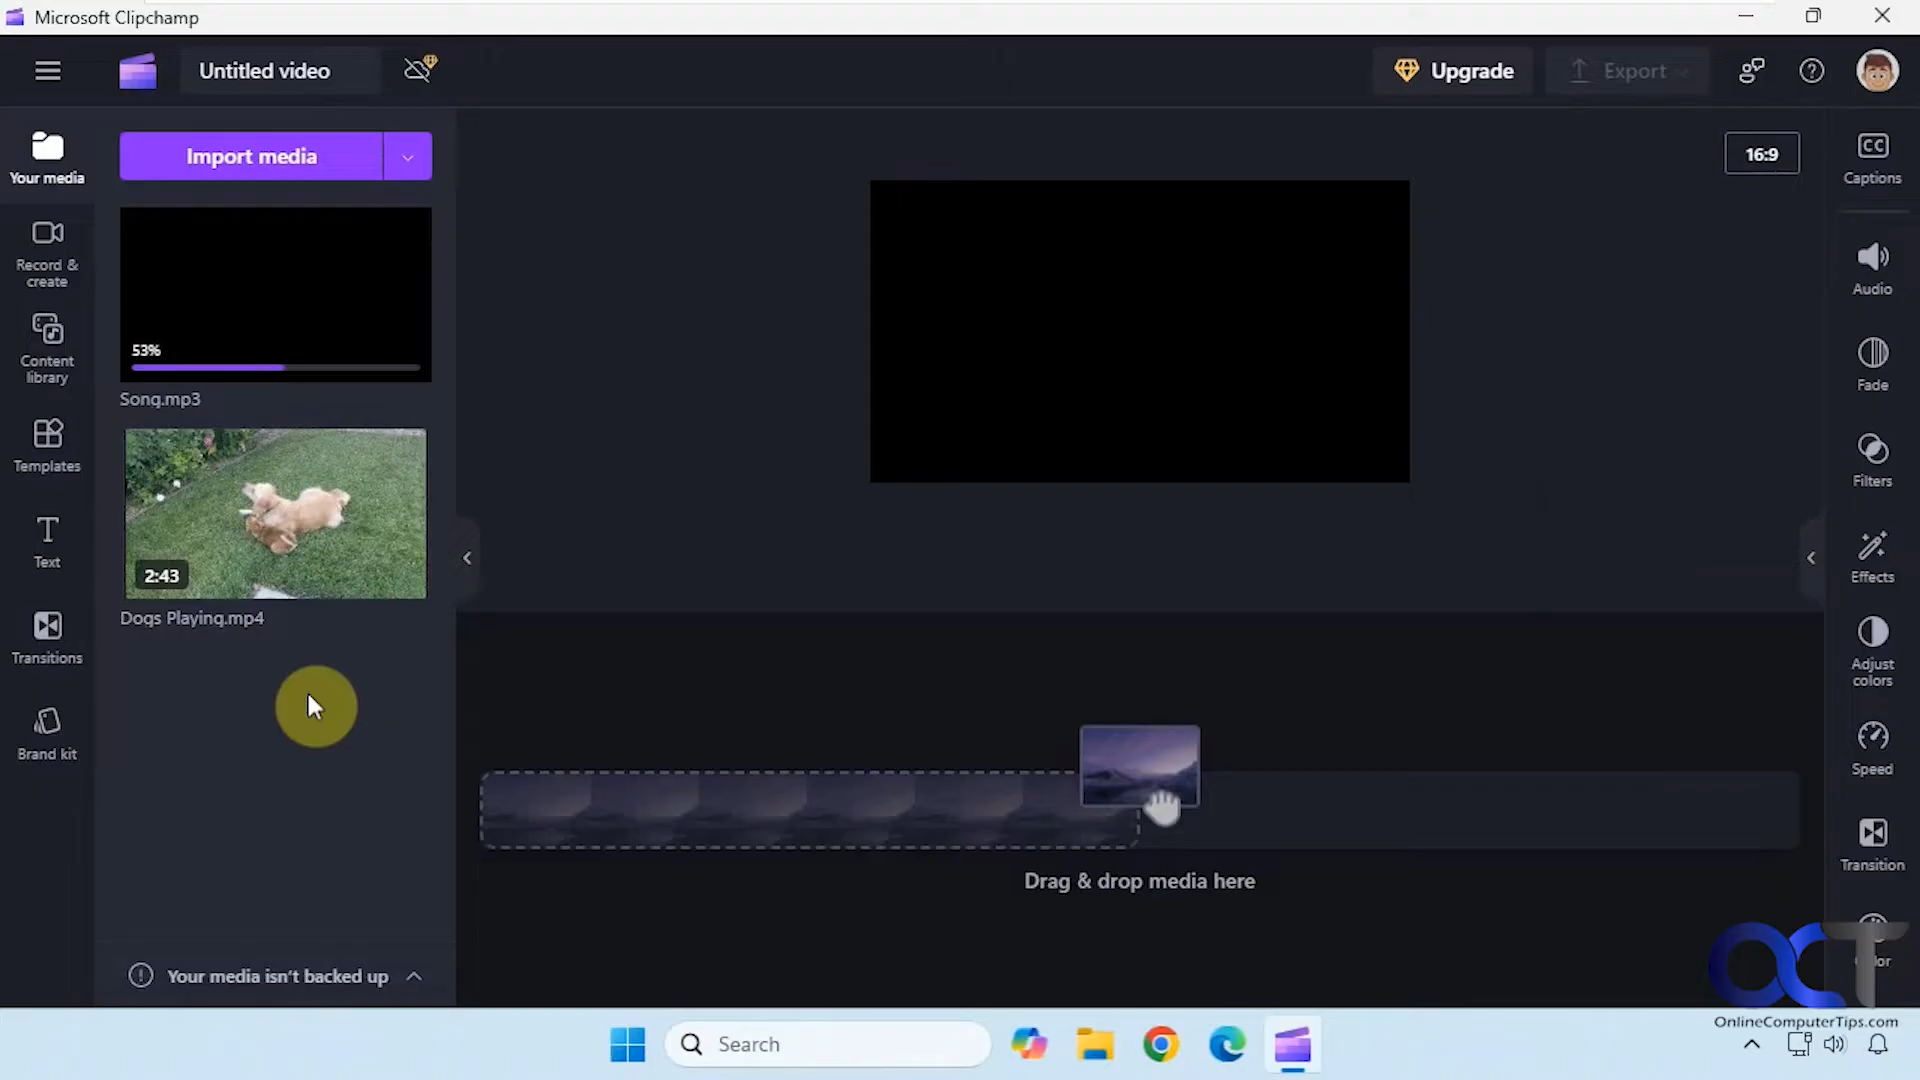 Microsoft Clipchamp
Untitled video
Upgrade
Export
Your media
Import media
16:9
CC
Captions
Record &
create
53%
Song.mp3
Audio
Content
library
Fade
Templates
Filters
2:43
Dogs Playing.mp4
Text
Effects
Transitions
Adjust
colors
Brand kit
Speed
Transition
Drag & drop media here
Your media isn't backed up
OCT
OnlineComputerTips.com
Search